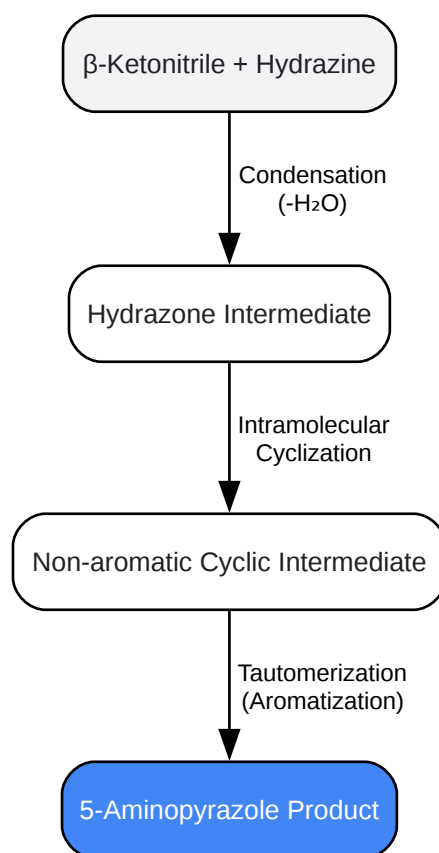 β-Ketonitrile + Hydrazine
Condensation
(-H₂O)
Hydrazone Intermediate
Intramolecular
Cyclization
Non-aromatic Cyclic Intermediate
Tautomerization
(Aromatization)
5-Aminopyrazole Product